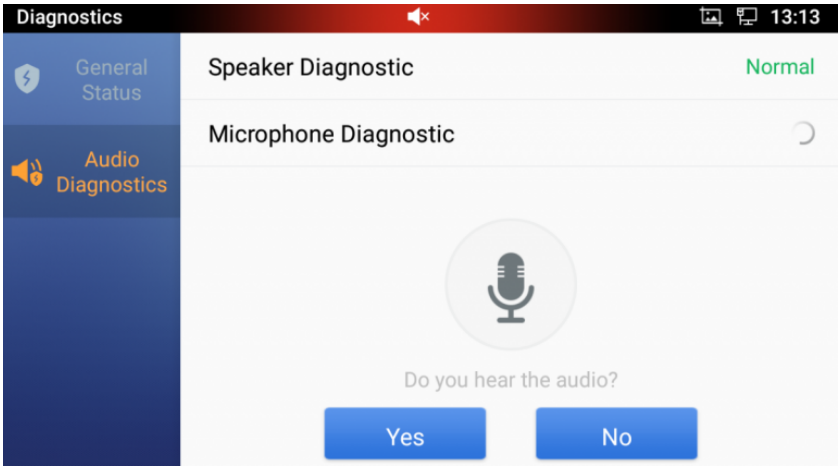 Diagnostics
13:13
General
Status
Audio
Diagnostics
Speaker Diagnostic
Normal
Microphone Diagnostic
Do you hear the audio?
Yes
No